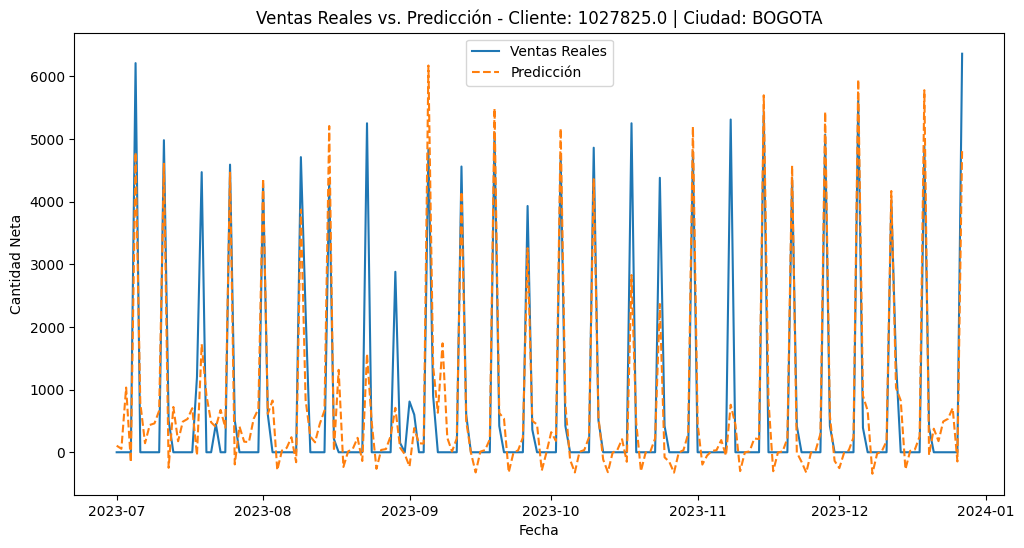 Ventas Reales vs. Predicción - Cliente: 1027825.0 | Ciudad: BOGOTA
Ventas Reales
Predicción
6000
5000
4000
3000
2000
1000
0
Cantidad Neta
2023-07
2023-08
2023-09
2023-10
2023-11
2023-12
2024-01
Fecha